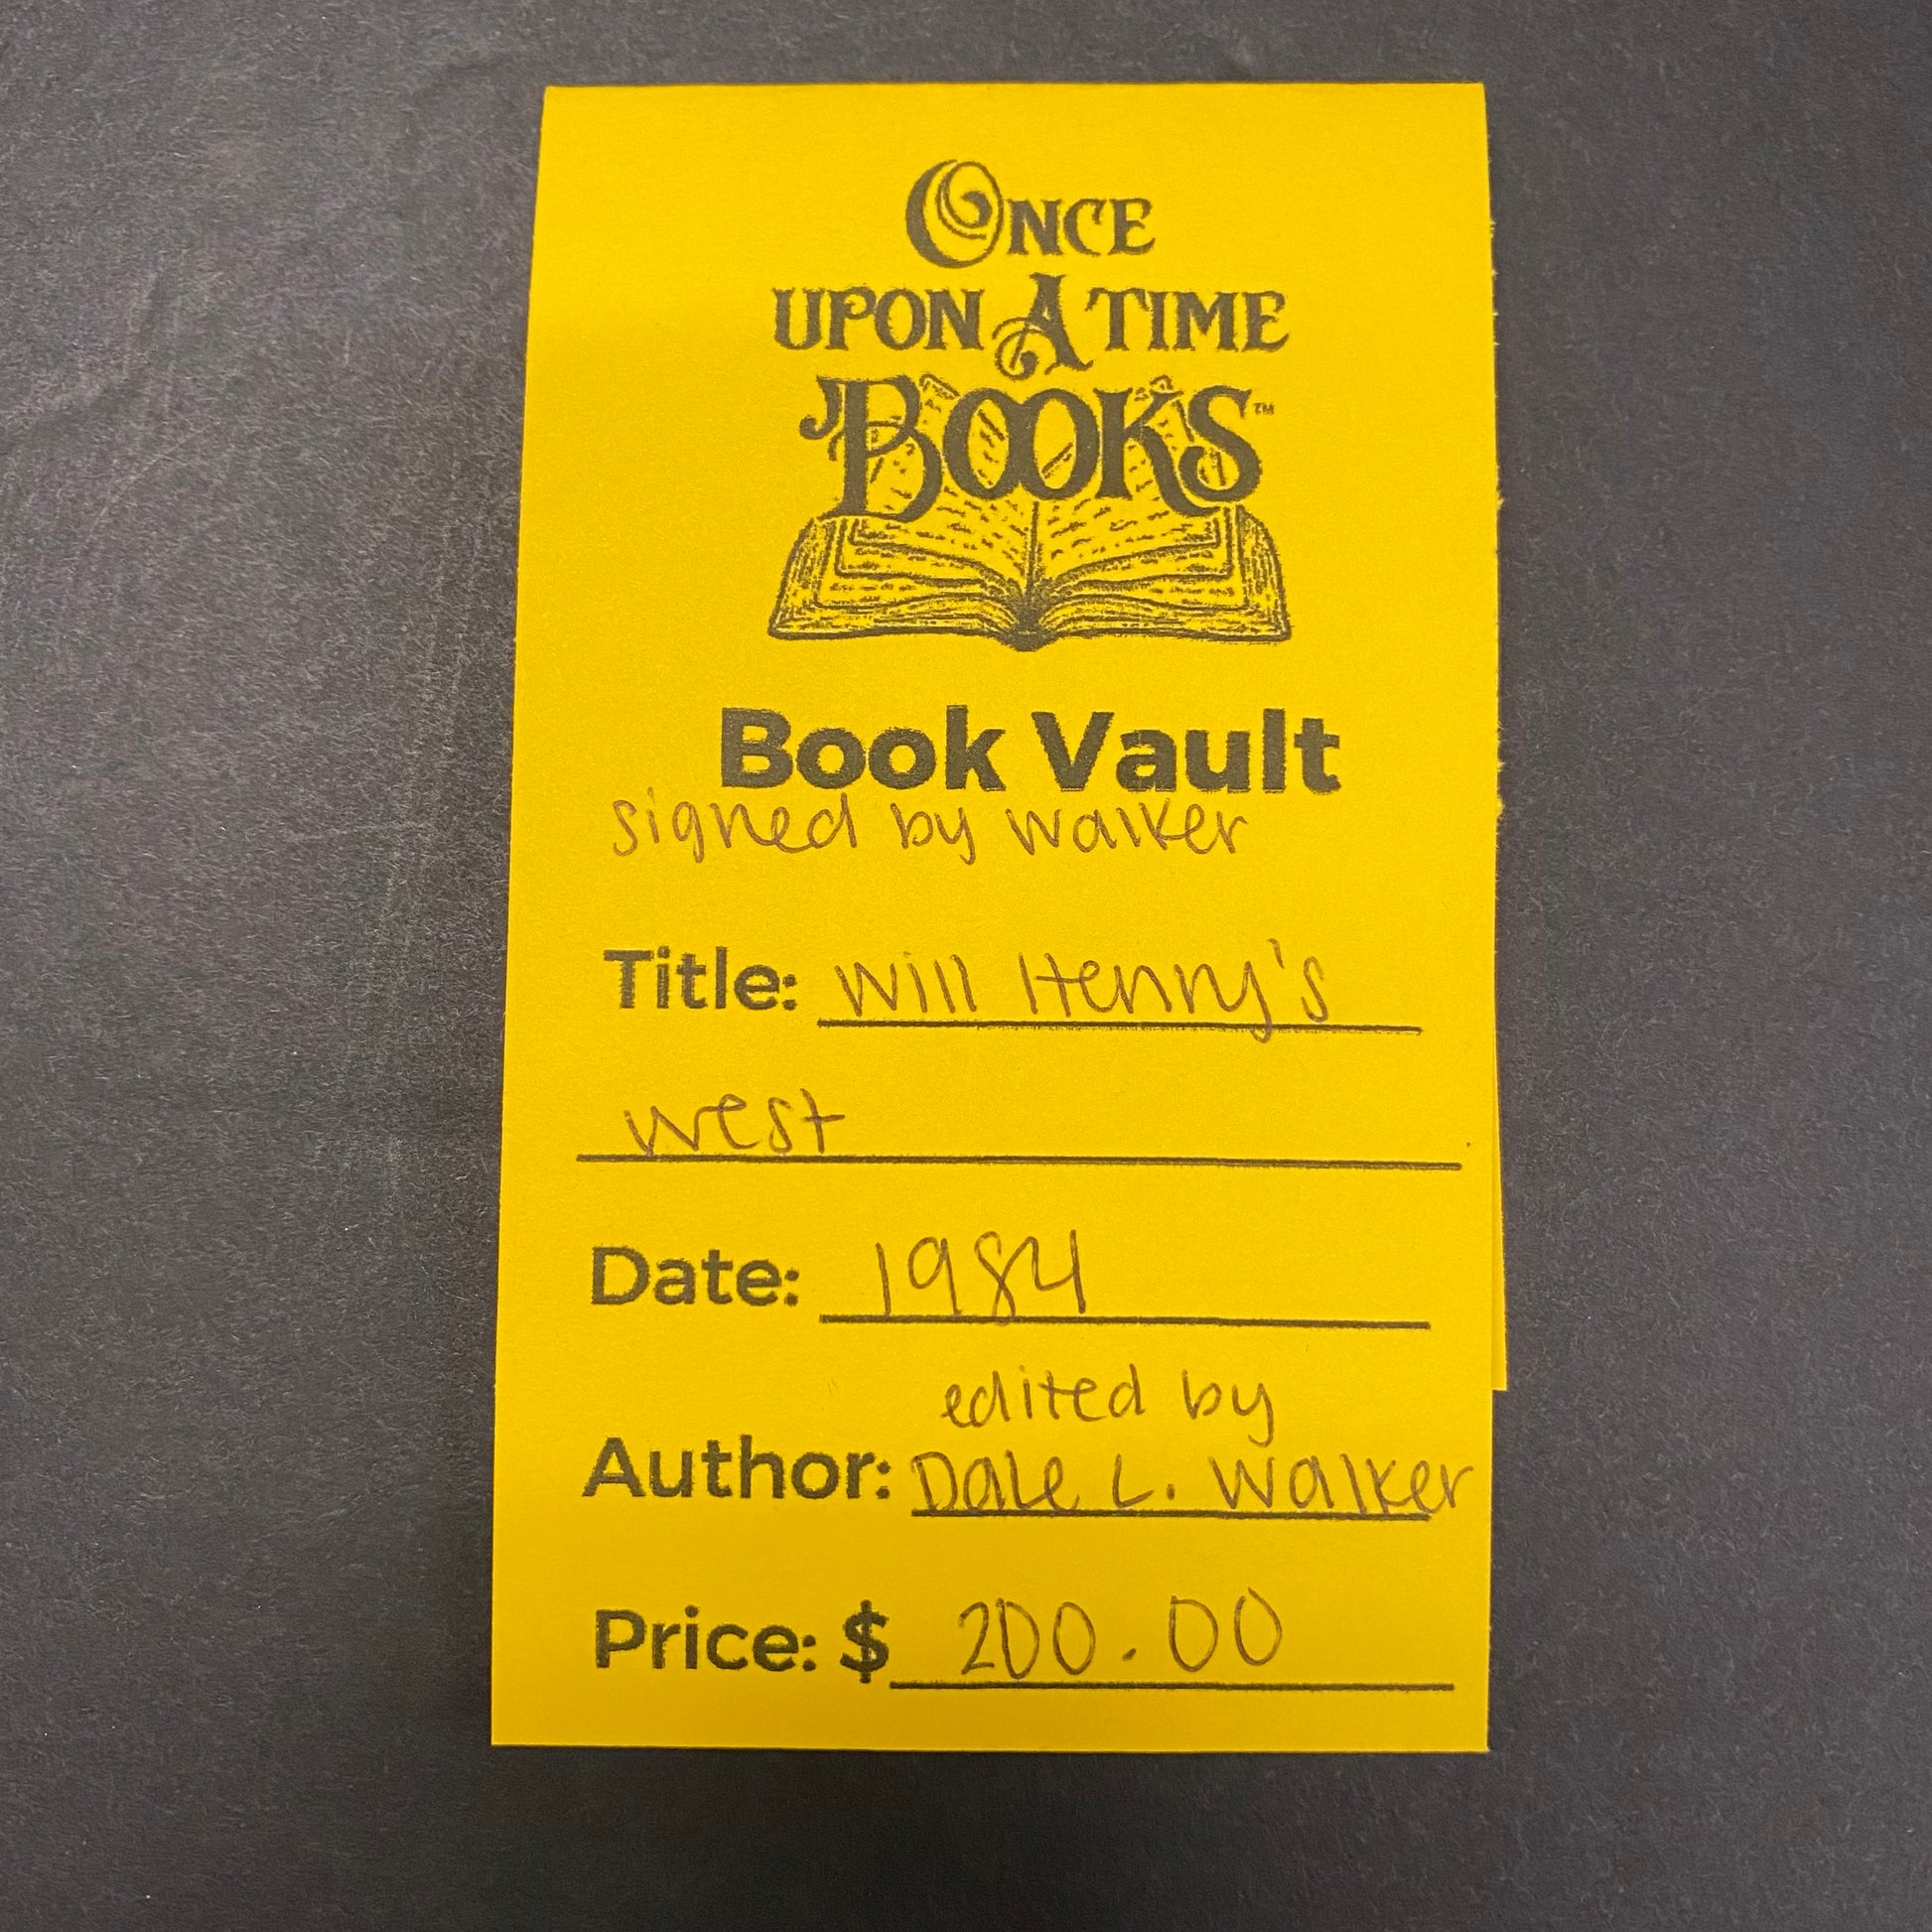 ONCE
UPON A TIME
BOOKS™
Book Vault
signed by walker
Title: Will Henry's
west
Date: 1984
edited by
Author: Dale L. Walker
Price: $ 200.00